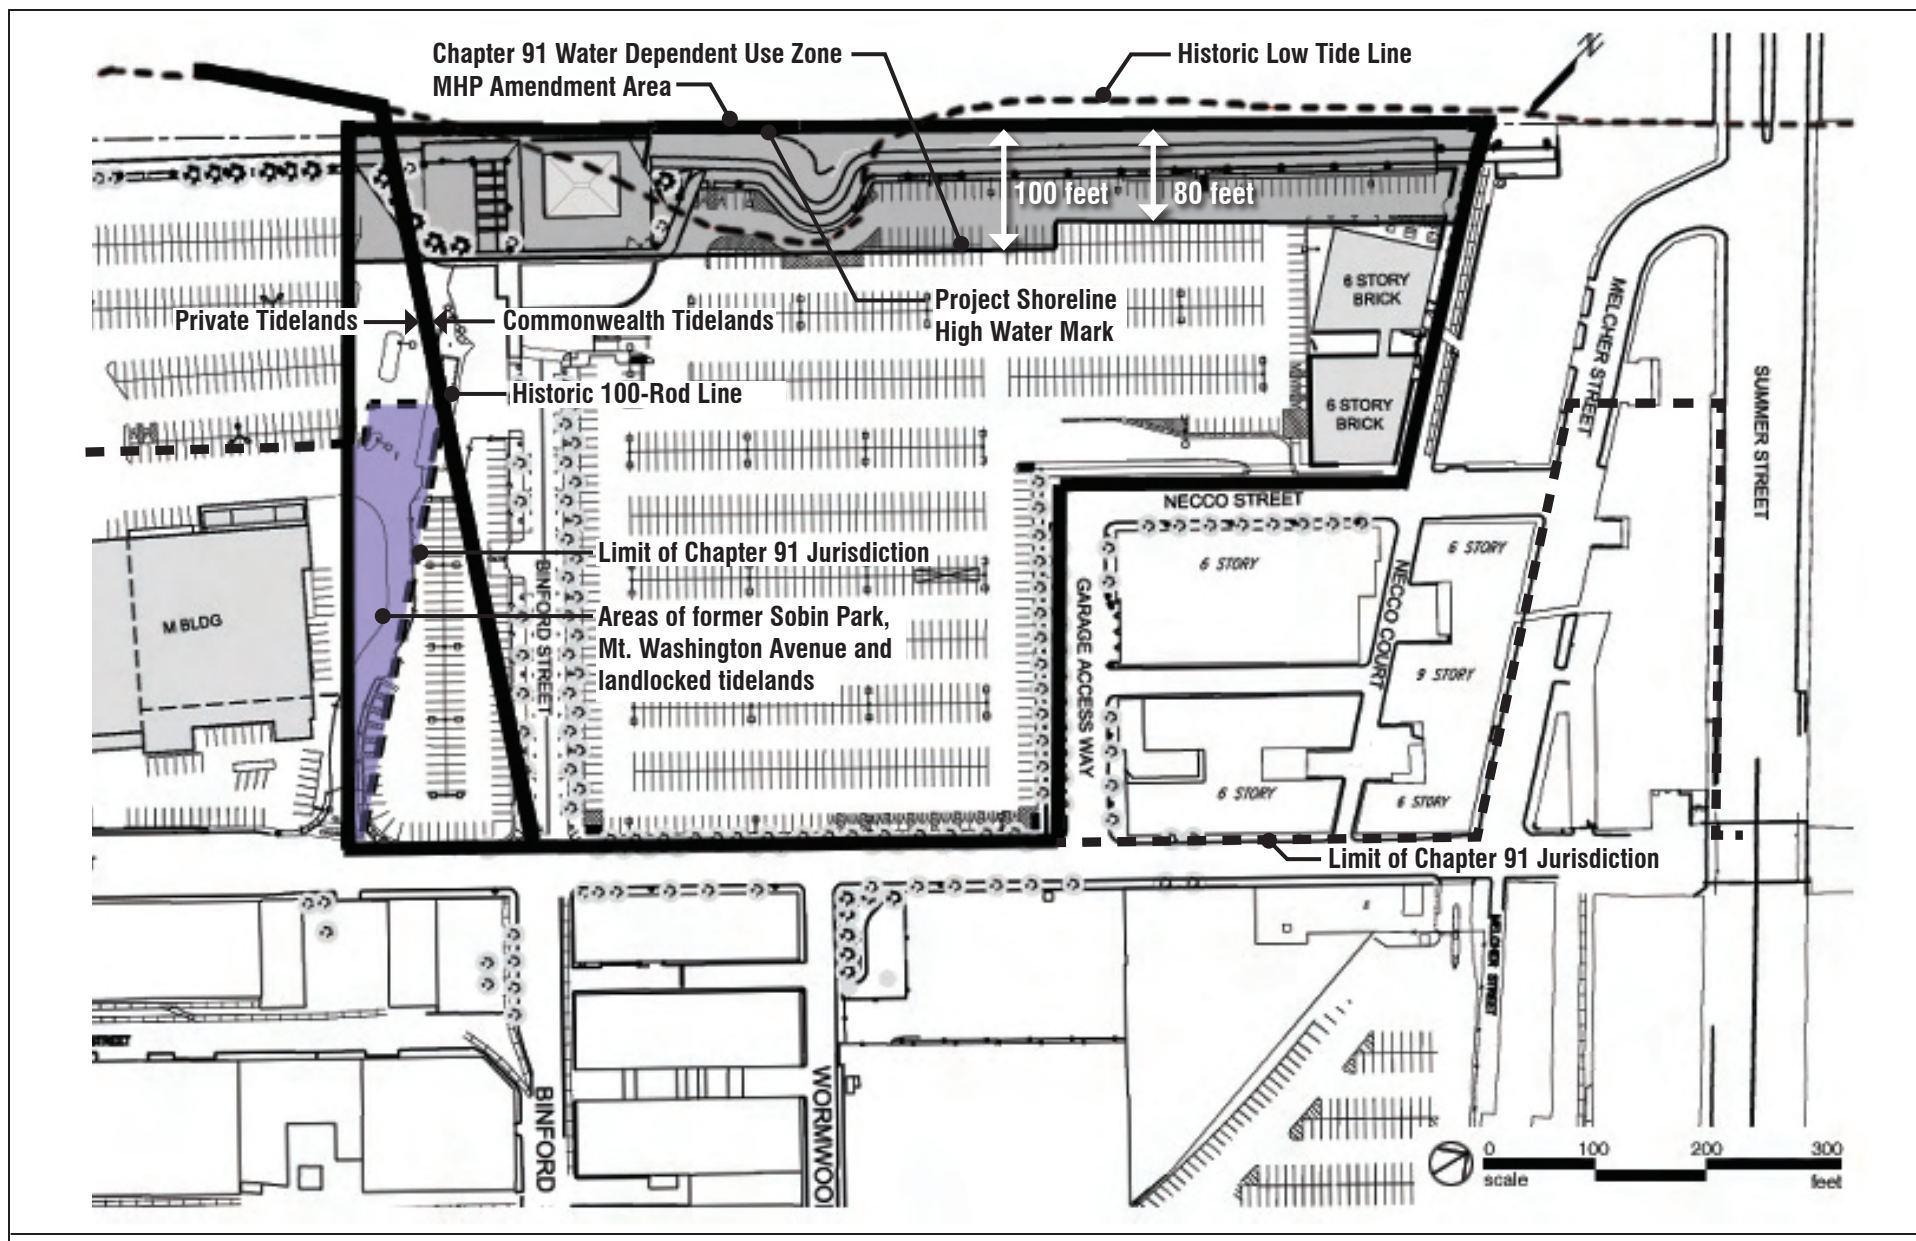 Chapter 91 Water Dependent Use Zone
MHP Amendment Area
Historic Low Tide Line
100 feet
80 feet
6 STORY
BRICK
Private Tidelands
Commonwealth Tidelands
Project Shoreline
High Water Mark
MELCHER STREET
Historic 100-Rod Line
6 STORY
BRICK
SUMMER STREET
NECCO STREET
Limit of Chapter 91 Jurisdiction
6 STORY
6 STORY
M BLDG
BINFORD STREET
Areas of former Sobin Park,
Mt. Washington Avenue and
landlocked tidelands
GARAGE ACCESS WAY
NECCO COURT
9 STORY
6 STORY
6 STORY
Limit of Chapter 91 Jurisdiction
MELCHER STREET
STREET
BINFORD
WORMWOO
0 100 200 300
scale feet